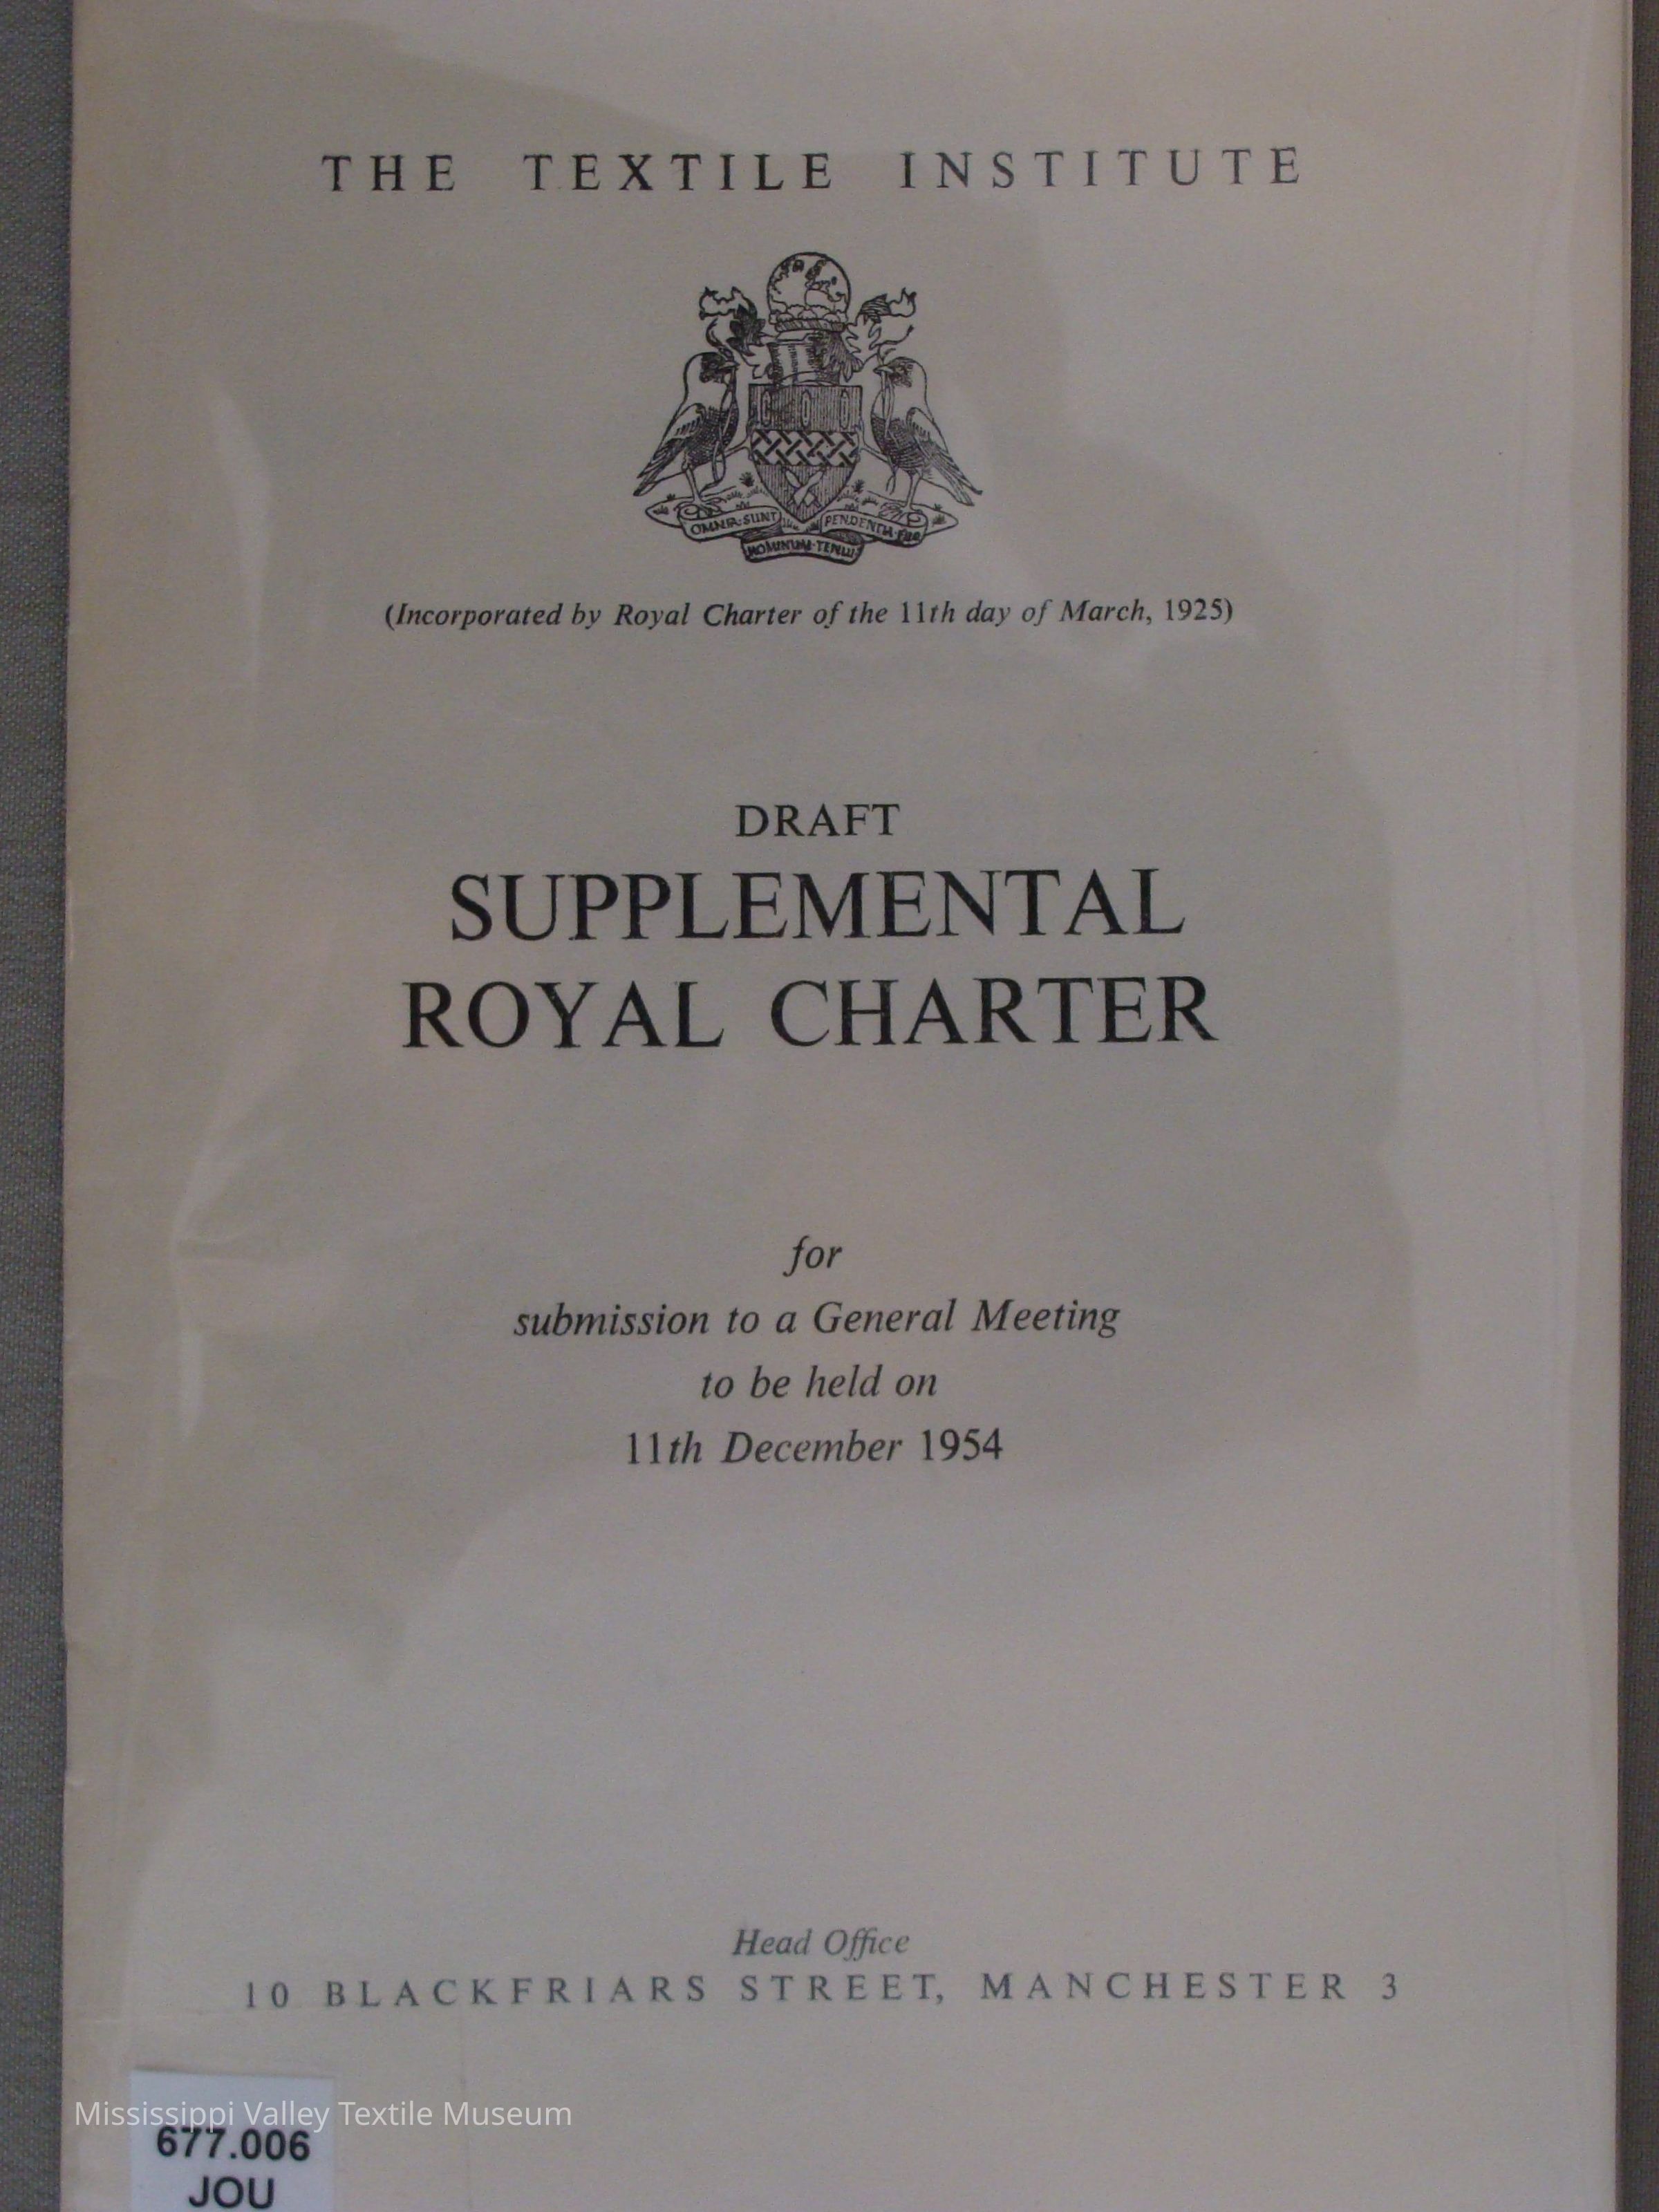 THE TEXTILE INSTITUTE
OMNIA·SUNT
PENDENTIA·FILO
HOMINUM·TENUI
(Incorporated by Royal Charter of the 11th day of March, 1925)
DRAFT
SUPPLEMENTAL
ROYAL CHARTER
for
submission to a General Meeting
to be held on
11th December 1954
Head Office
10 BLACKFRIARS STREET, MANCHESTER 3
Mississippi Valley Textile Museum
677.006
JOU